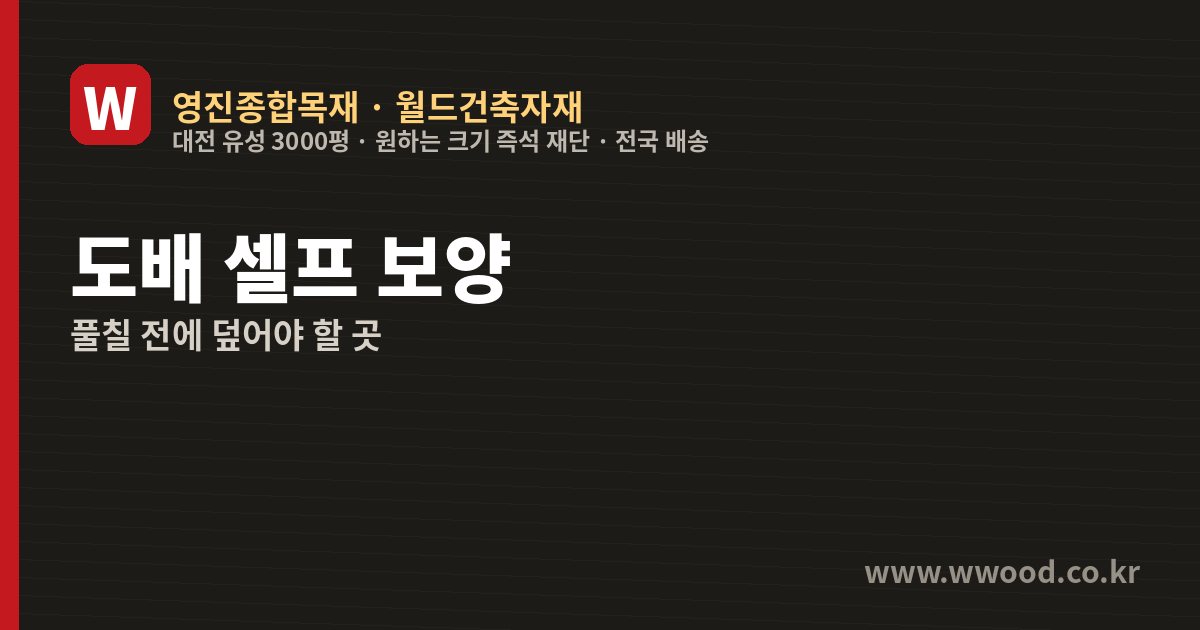 W
영진종합목재 · 월드건축자재
대전 유성 3000평 · 원하는 크기 즉석 재단 · 전국 배송
도배 셀프 보양
풀칠 전에 덮어야 할 곳
www.wwood.co.kr